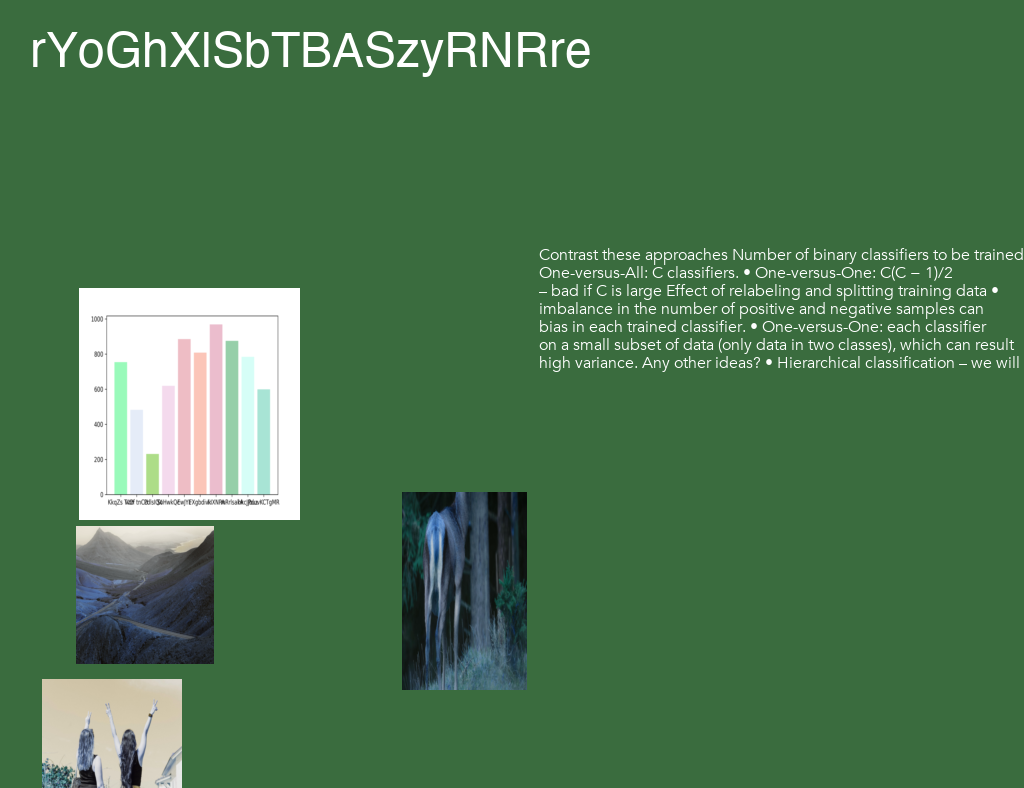 rYoGhXlSbTBASzyRNRre
Contrast these approaches Number of binary classifiers to be trained
One-versus-All: C classifiers. • One-versus-One: C(C − 1)/2
– bad if C is large Effect of relabeling and splitting training data •
imbalance in the number of positive and negative samples can
bias in each trained classifier. • One-versus-One: each classifier
on a small subset of data (only data in two classes), which can result
high variance. Any other ideas? • Hierarchical classification – we will
1000
800
600
400
200
0